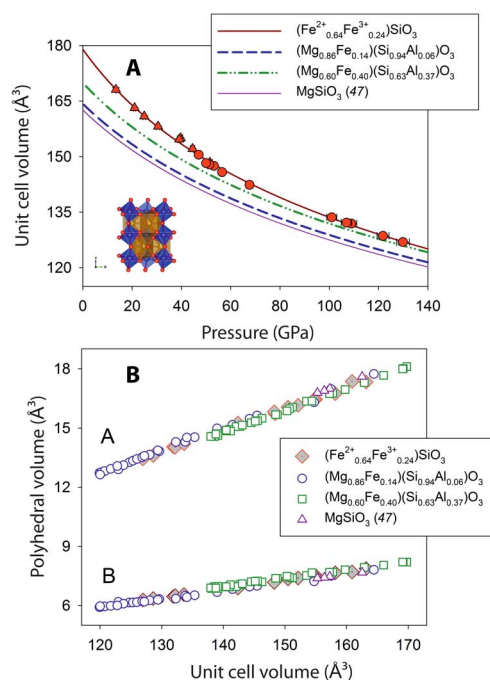 (Fe²⁺₀.₆₄Fe³⁺₀.₂₄)SiO₃
(Mg₀.₈₆Fe₀.₁₄)(Si₀.₉₄Al₀.₀₆)O₃
(Mg₀.₆₀Fe₀.₄₀)(Si₀.₆₃Al₀.₃₇)O₃
MgSiO₃ (47)
A
Unit cell volume (Å³)
180
165
150
135
120
0 20 40 60 80 100 120 140
Pressure (GPa)
B
Polyhedral volume (Å³)
18
15
12
9
6
A
B
(Fe²⁺₀.₆₄Fe³⁺₀.₂₄)SiO₃
(Mg₀.₈₆Fe₀.₁₄)(Si₀.₉₄Al₀.₀₆)O₃
(Mg₀.₆₀Fe₀.₄₀)(Si₀.₆₃Al₀.₃₇)O₃
MgSiO₃ (47)
120 130 140 150 160 170
Unit cell volume (Å³)